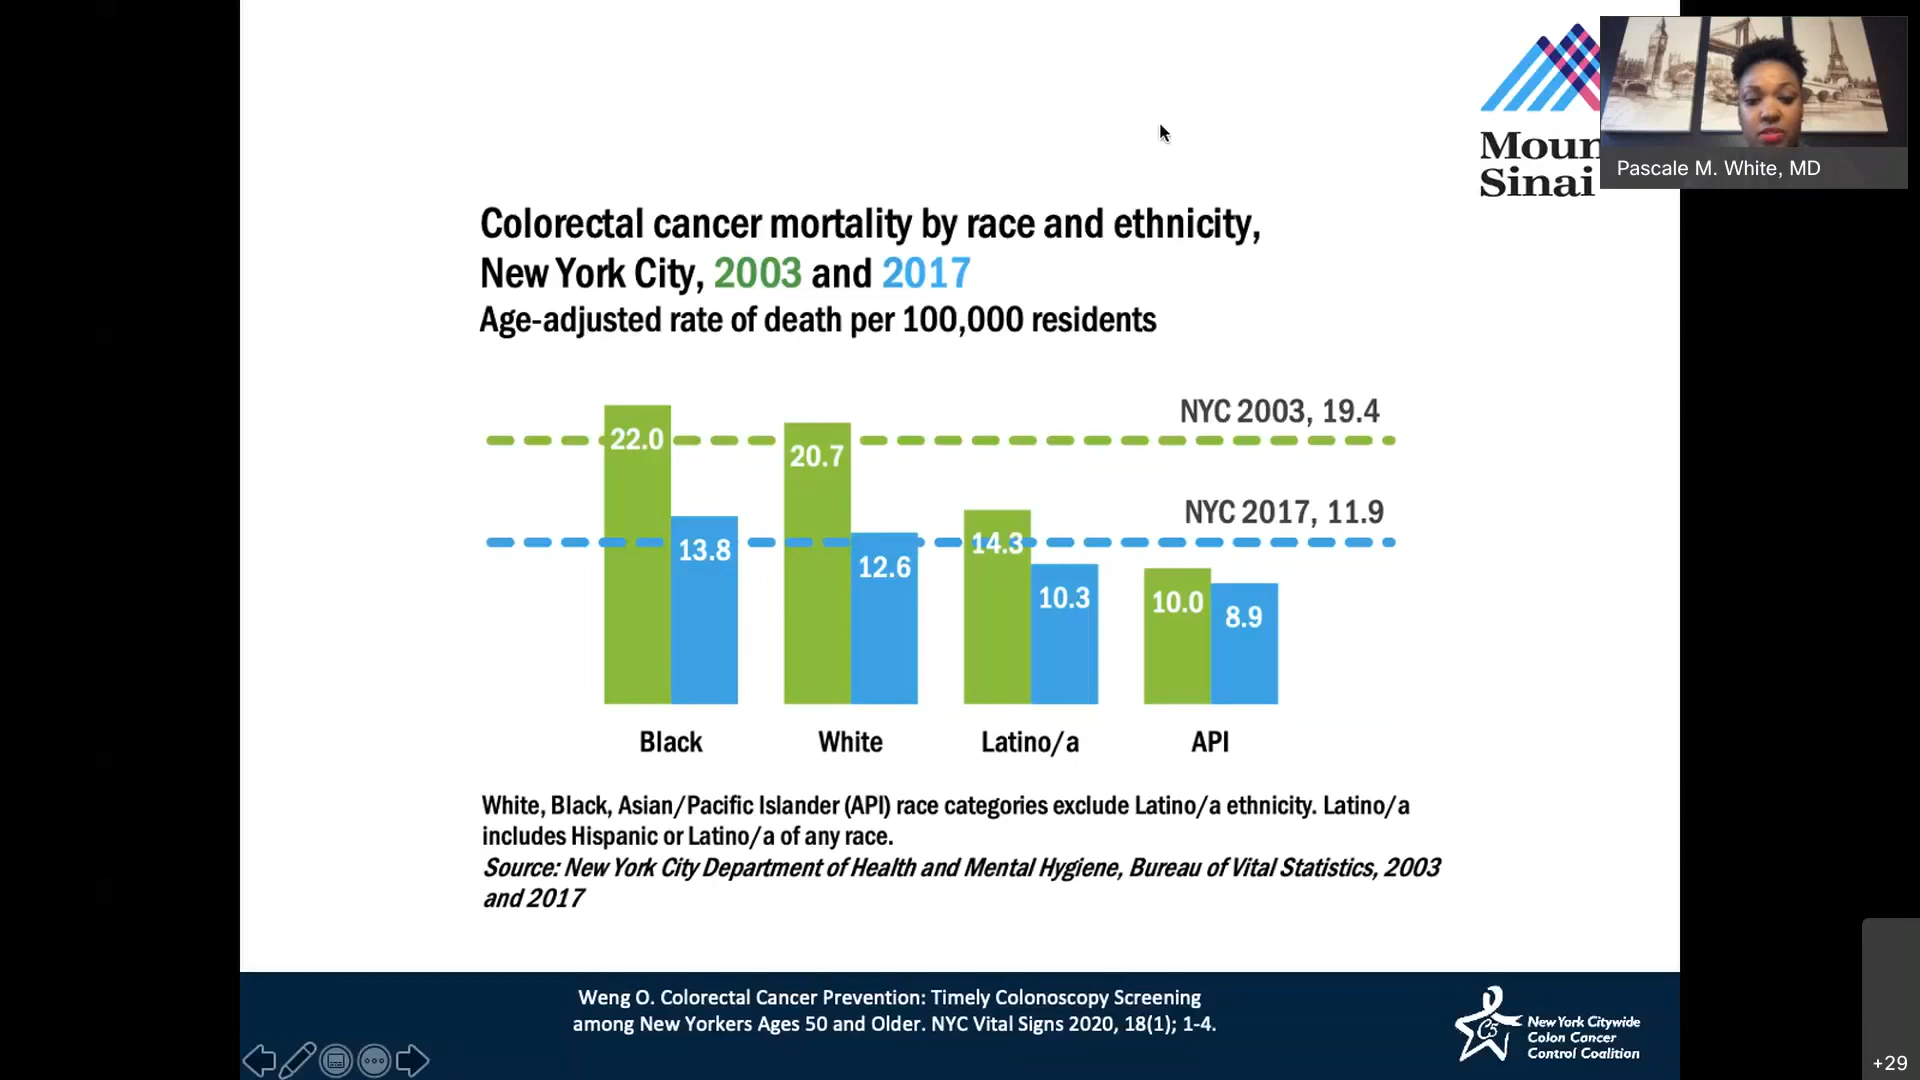 Moun
Sinai
Pascale M. White, MD
Colorectal cancer mortality by race and ethnicity,
New York City, 2003 and 2017
Age-adjusted rate of death per 100,000 residents
NYC 2003, 19.4
22.0
20.7
NYC 2017, 11.9
13.8
12.6
14.3
10.3
10.0
8.9
Black
White
Latino/a
API
White, Black, Asian/Pacific Islander (API) race categories exclude Latino/a ethnicity. Latino/a
includes Hispanic or Latino/a of any race.
Source: New York City Department of Health and Mental Hygiene, Bureau of Vital Statistics, 2003
and 2017
Weng O. Colorectal Cancer Prevention: Timely Colonoscopy Screening
among New Yorkers Ages 50 and Older. NYC Vital Signs 2020, 18(1); 1-4.
C5
New York Citywide
Colon Cancer
Control Coalition
+29